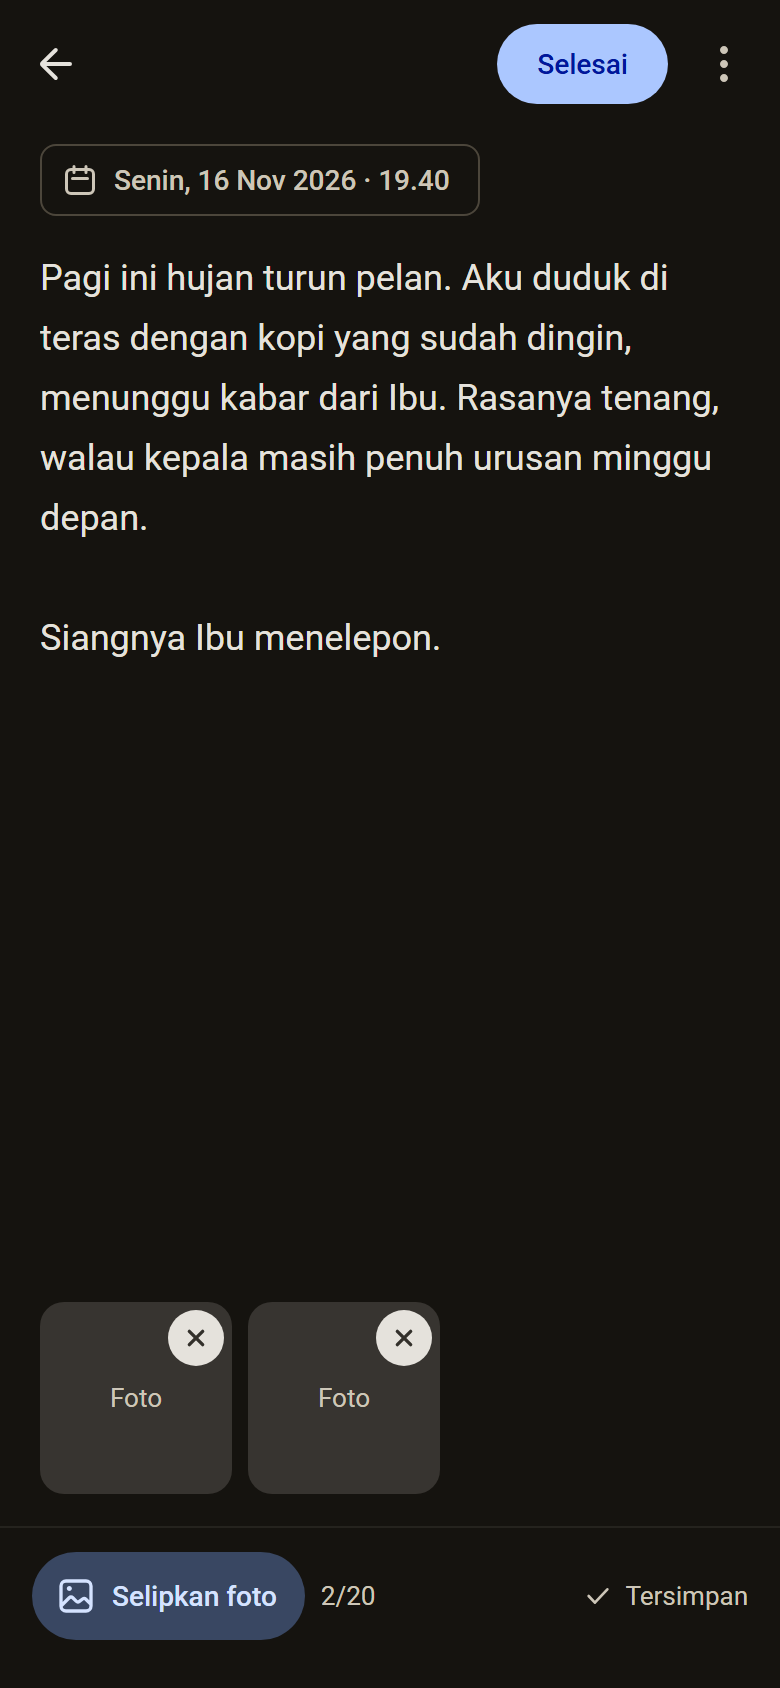 Selesai
Senin, 16 Nov 2026 · 19.40
Pagi ini hujan turun pelan. Aku duduk di
teras dengan kopi yang sudah dingin,
menunggu kabar dari Ibu. Rasanya tenang,
walau kepala masih penuh urusan minggu
depan.
Siangnya Ibu menelepon.
Foto Foto
Selipkan foto 2/20 Tersimpan